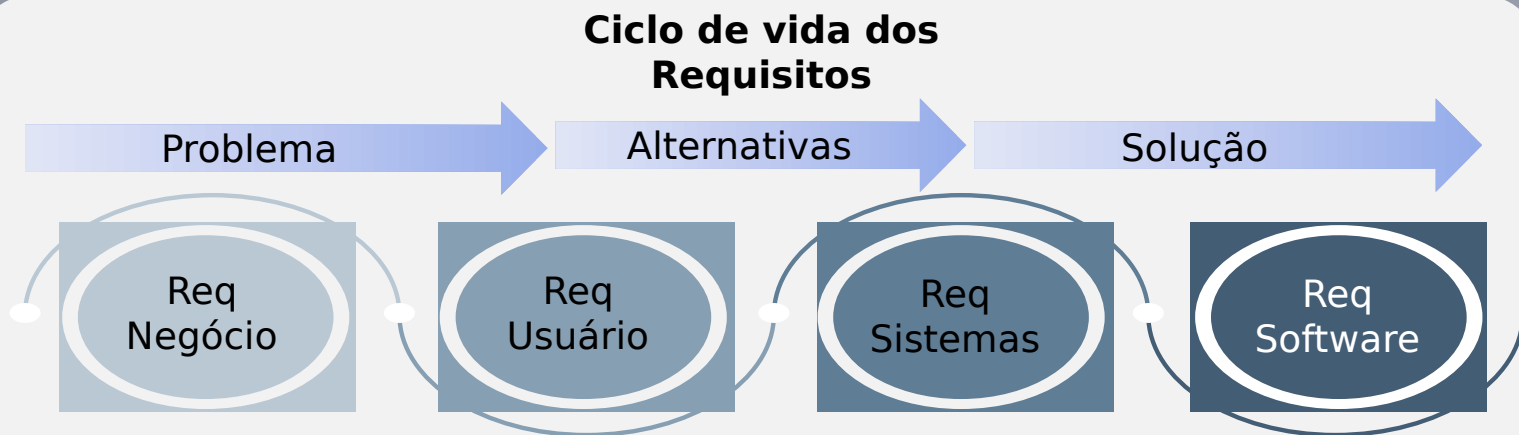 Ciclo de vida dos
Requisitos
Problema
Alternativas
Solução
Req
Negócio
Req
Usuário
Req
Sistemas
Req
Software